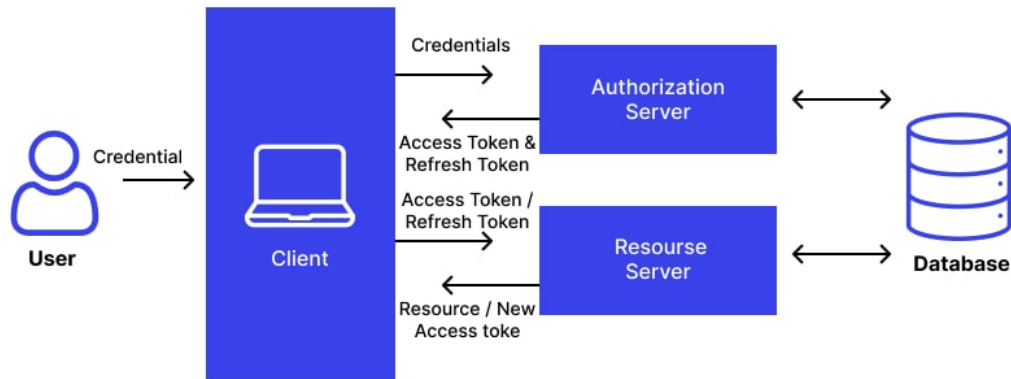 Credential
User
Client
Credentials
Access Token &
Refresh Token
Access Token /
Refresh Token
Resource / New
Access toke
Authorization
Server
Resourse
Server
Database